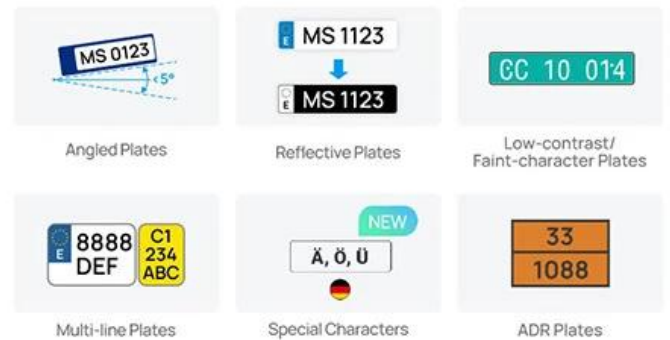 MS 0123
<5°
Angled Plates
E MS 1123
E MS 1123
Reflective Plates
CC 10 014
Low-contrast/
Faint-character Plates
E
8888
DEF
C1
234
ABC
Multi-line Plates
NEW
Ä, Ö, Ü
Special Characters
33
1088
ADR Plates